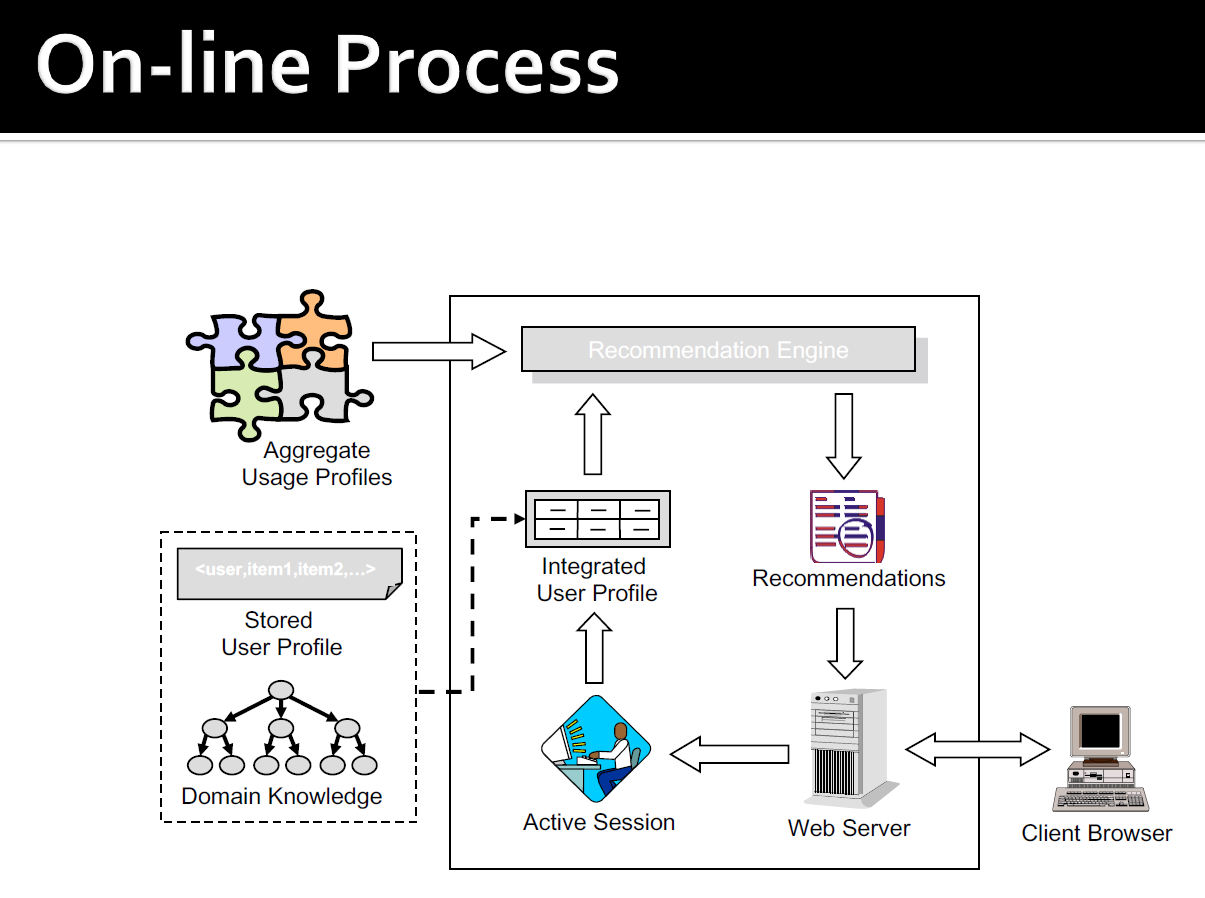 On-line Process
Recommendation Engine
Aggregate
Usage Profiles
<user,item1,item2,...>
Stored
User Profile
Domain Knowledge
Integrated
User Profile
Recommendations
Active Session
Web Server
Client Browser